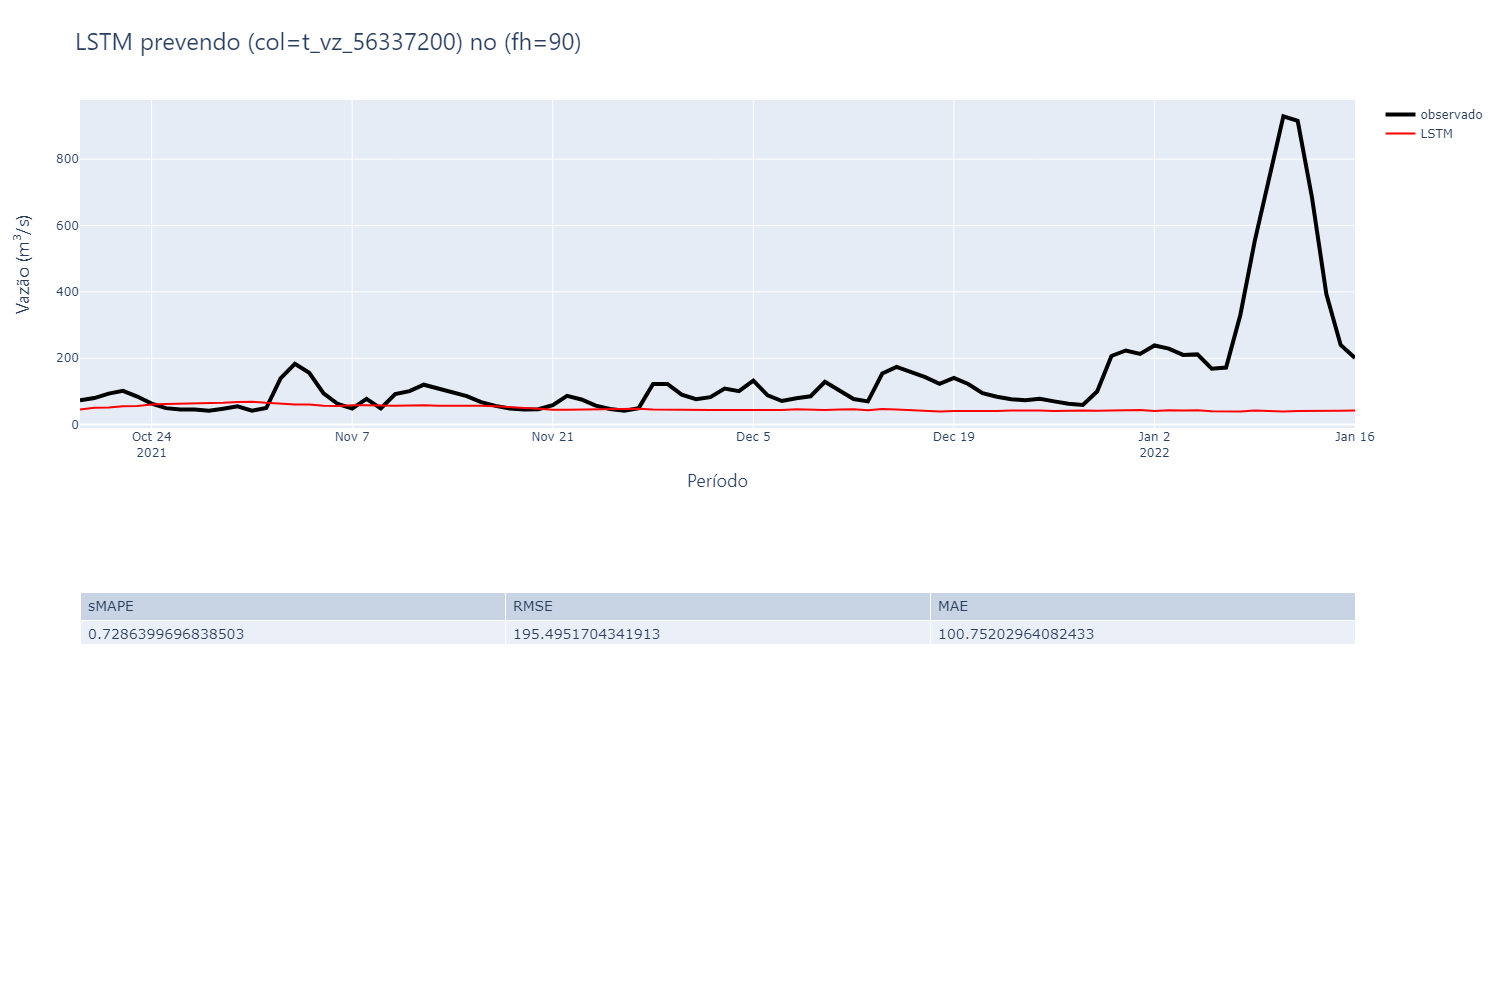 LSTM prevendo (col=t_vz_56337200) no (fh=90)
observado
LSTM
Vazão (m³/s)
800
600
400
200
0
Oct 24
2021
Nov 7
Nov 21
Dec 5
Dec 19
Jan 2
2022
Jan 16
Período
sMAPE RMSE MAE
0.7286399696838503 195.4951704341913 100.75202964082433